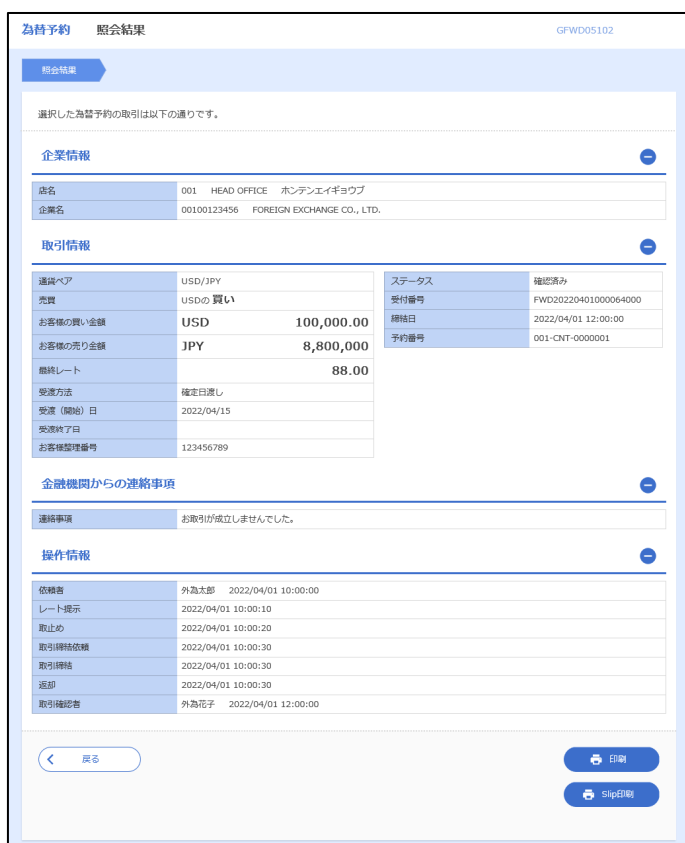 為替予約 照会結果 GFWD05102
照会結果
選択した為替予約の取引は以下の通りです。
企業情報
店名 001 HEAD OFFICE ホンテンエイギョウブ
企業名 00100123456 FOREIGN EXCHANGE CO., LTD.
取引情報
通貨ペア USD/JPY
売買 USDの 買い
お客様の買い金額 USD 100,000.00
お客様の売り金額 JPY 8,800,000
最終レート 88.00
受渡方法 確定日渡し
受渡（開始）日 2022/04/15
受渡終了日
お客様整理番号 123456789
ステータス 確認済み
受付番号 FWD20220401000064000
締結日 2022/04/01 12:00:00
予約番号 001-CNT-0000001
金融機関からの連絡事項
連絡事項 お取引が成立しませんでした。
操作情報
依頼者 外為太郎 2022/04/01 10:00:00
レート提示 2022/04/01 10:00:10
取止め 2022/04/01 10:00:20
取引締結依頼 2022/04/01 10:00:30
取引締結 2022/04/01 10:00:30
返却 2022/04/01 10:00:30
取引確認者 外為花子 2022/04/01 12:00:00
戻る
印刷
Slip印刷